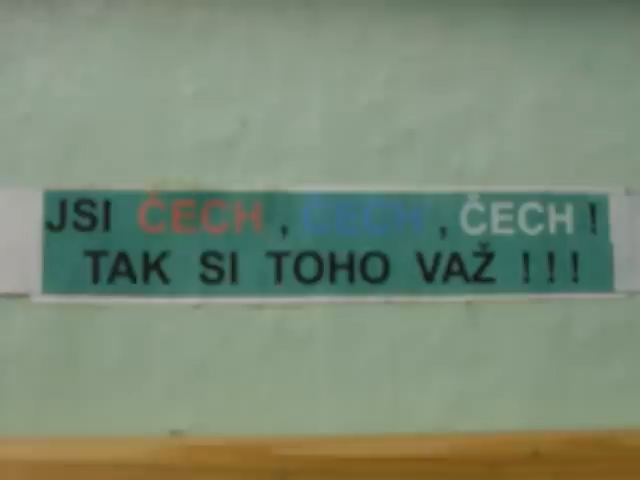 JSI ČECH , ČECH , ČECH !
TAK SI TOHO VAŽ !!!